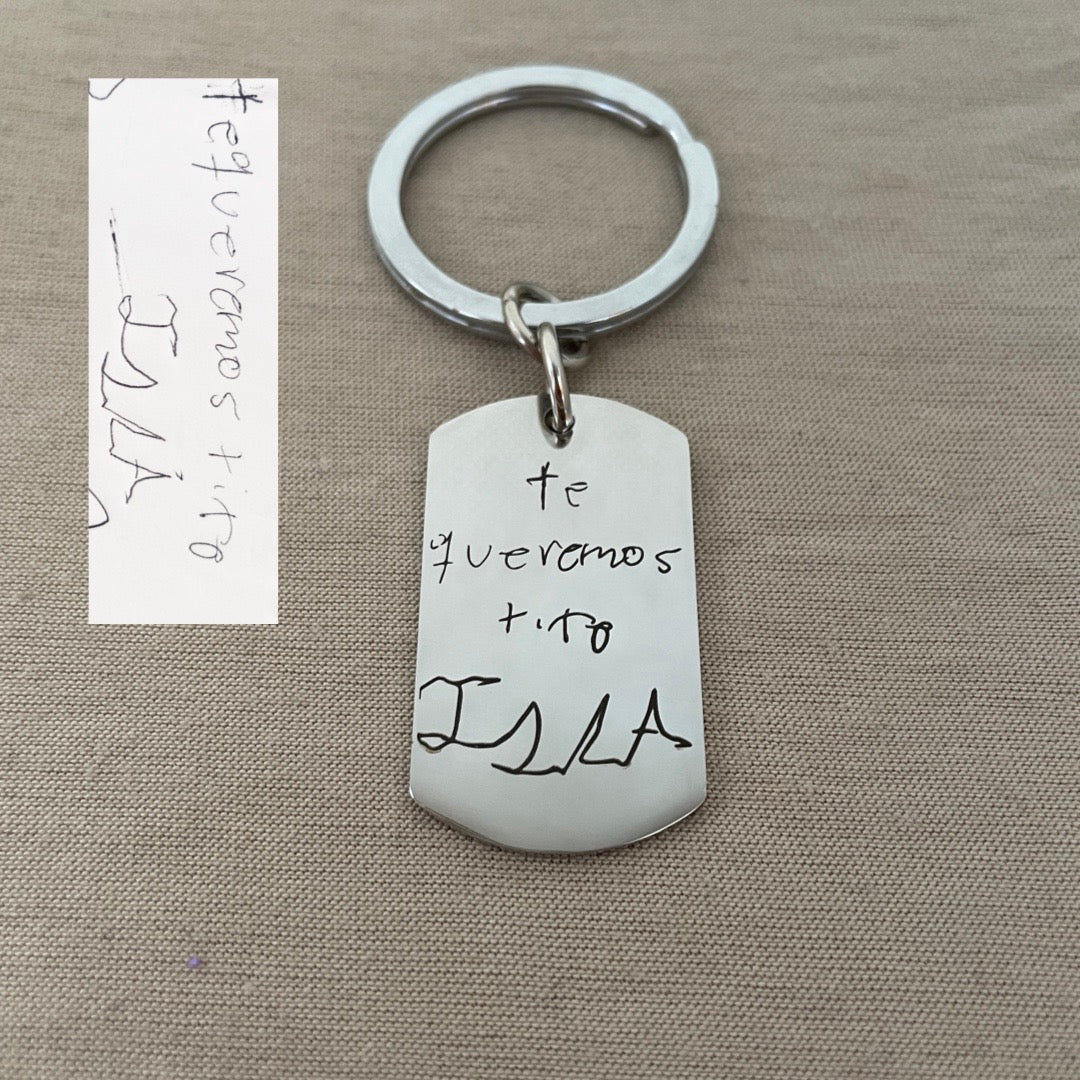 te queremos tito
ISLA
te
queremos
tito
ISLA